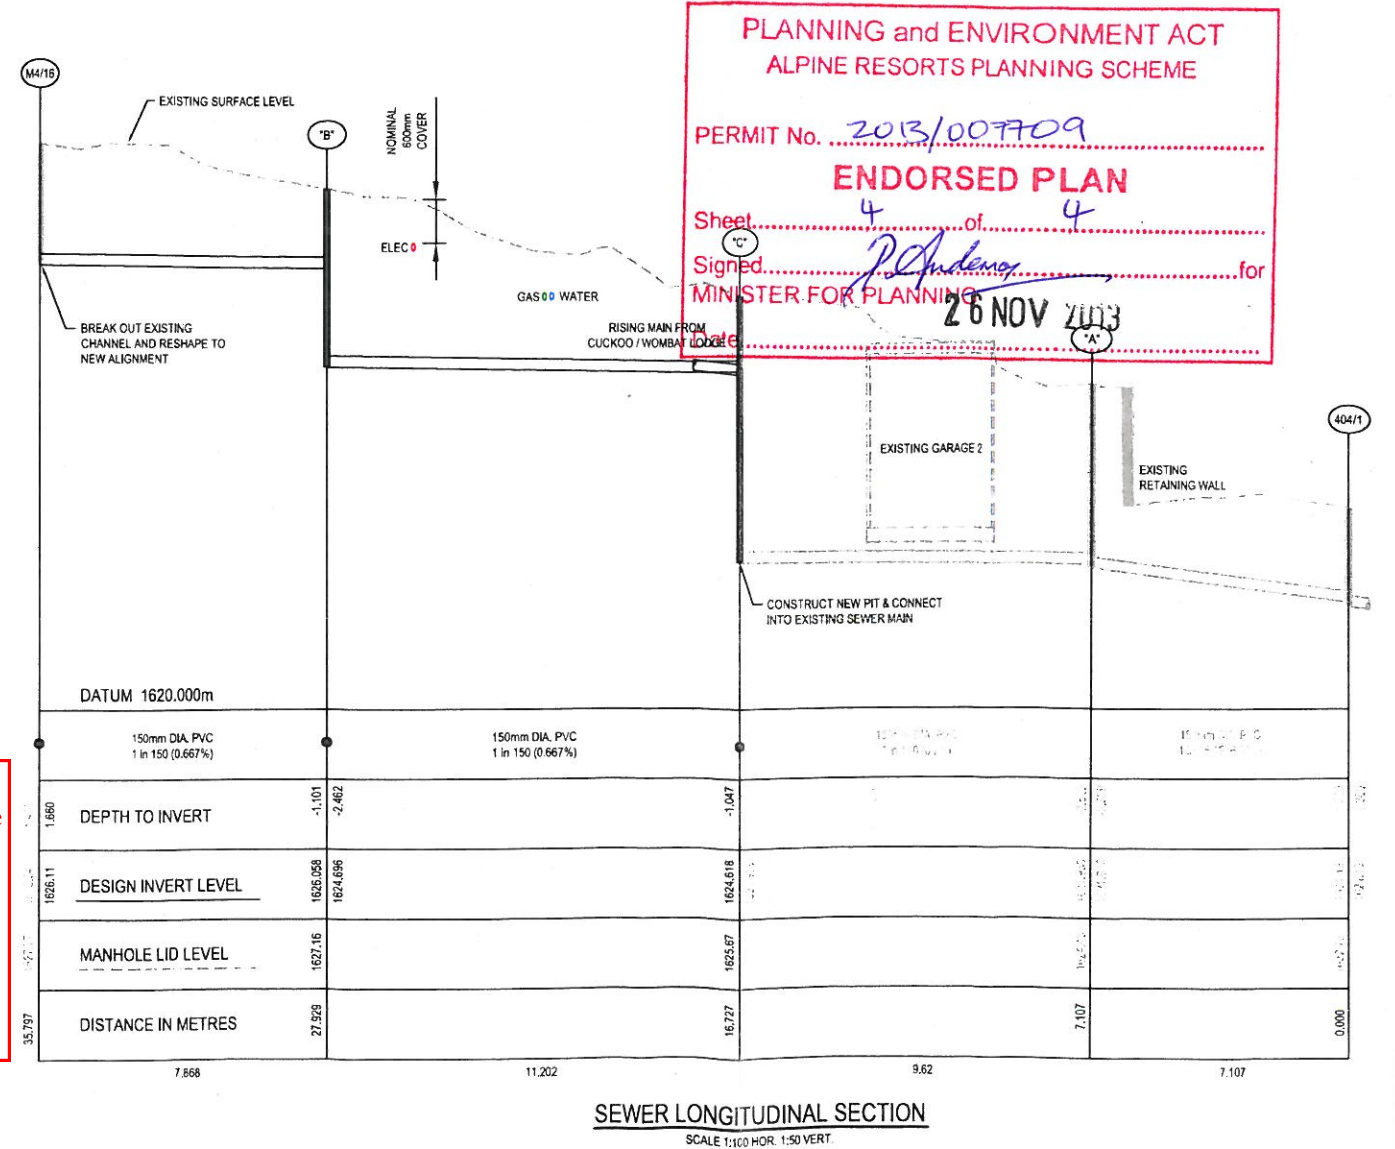 PLANNING and ENVIRONMENT ACT
ALPINE RESORTS PLANNING SCHEME
PERMIT No. 2013/007709
ENDORSED PLAN
Sheet 4 of 4
Signed for
MINISTER FOR PLANNING
26 NOV 2013
Date
M4/16
EXISTING SURFACE LEVEL
"B"
NOMINAL
600mm
COVER
ELEC
GAS WATER
"C"
RISING MAIN FROM
CUCKOO / WOMBAT LODGE
"A"
BREAK OUT EXISTING
CHANNEL AND RESHAPE TO
NEW ALIGNMENT
EXISTING GARAGE 2
404/1
EXISTING
RETAINING WALL
CONSTRUCT NEW PIT & CONNECT
INTO EXISTING SEWER MAIN
DATUM 1620.000m
150mm DIA. PVC
1 in 150 (0.667%)
150mm DIA. PVC
1 in 150 (0.667%)
DEPTH TO INVERT
1.660
-1.101
-2.462
-1.047
DESIGN INVERT LEVEL
1626.11
1626.058
1624.696
1624.618
MANHOLE LID LEVEL
1627.16
1625.67
DISTANCE IN METRES
35.797
27.929
16.727
7.107
0.000
7.868
11.202
9.62
7.107
SEWER LONGITUDINAL SECTION
SCALE 1:100 HOR. 1:50 VERT.